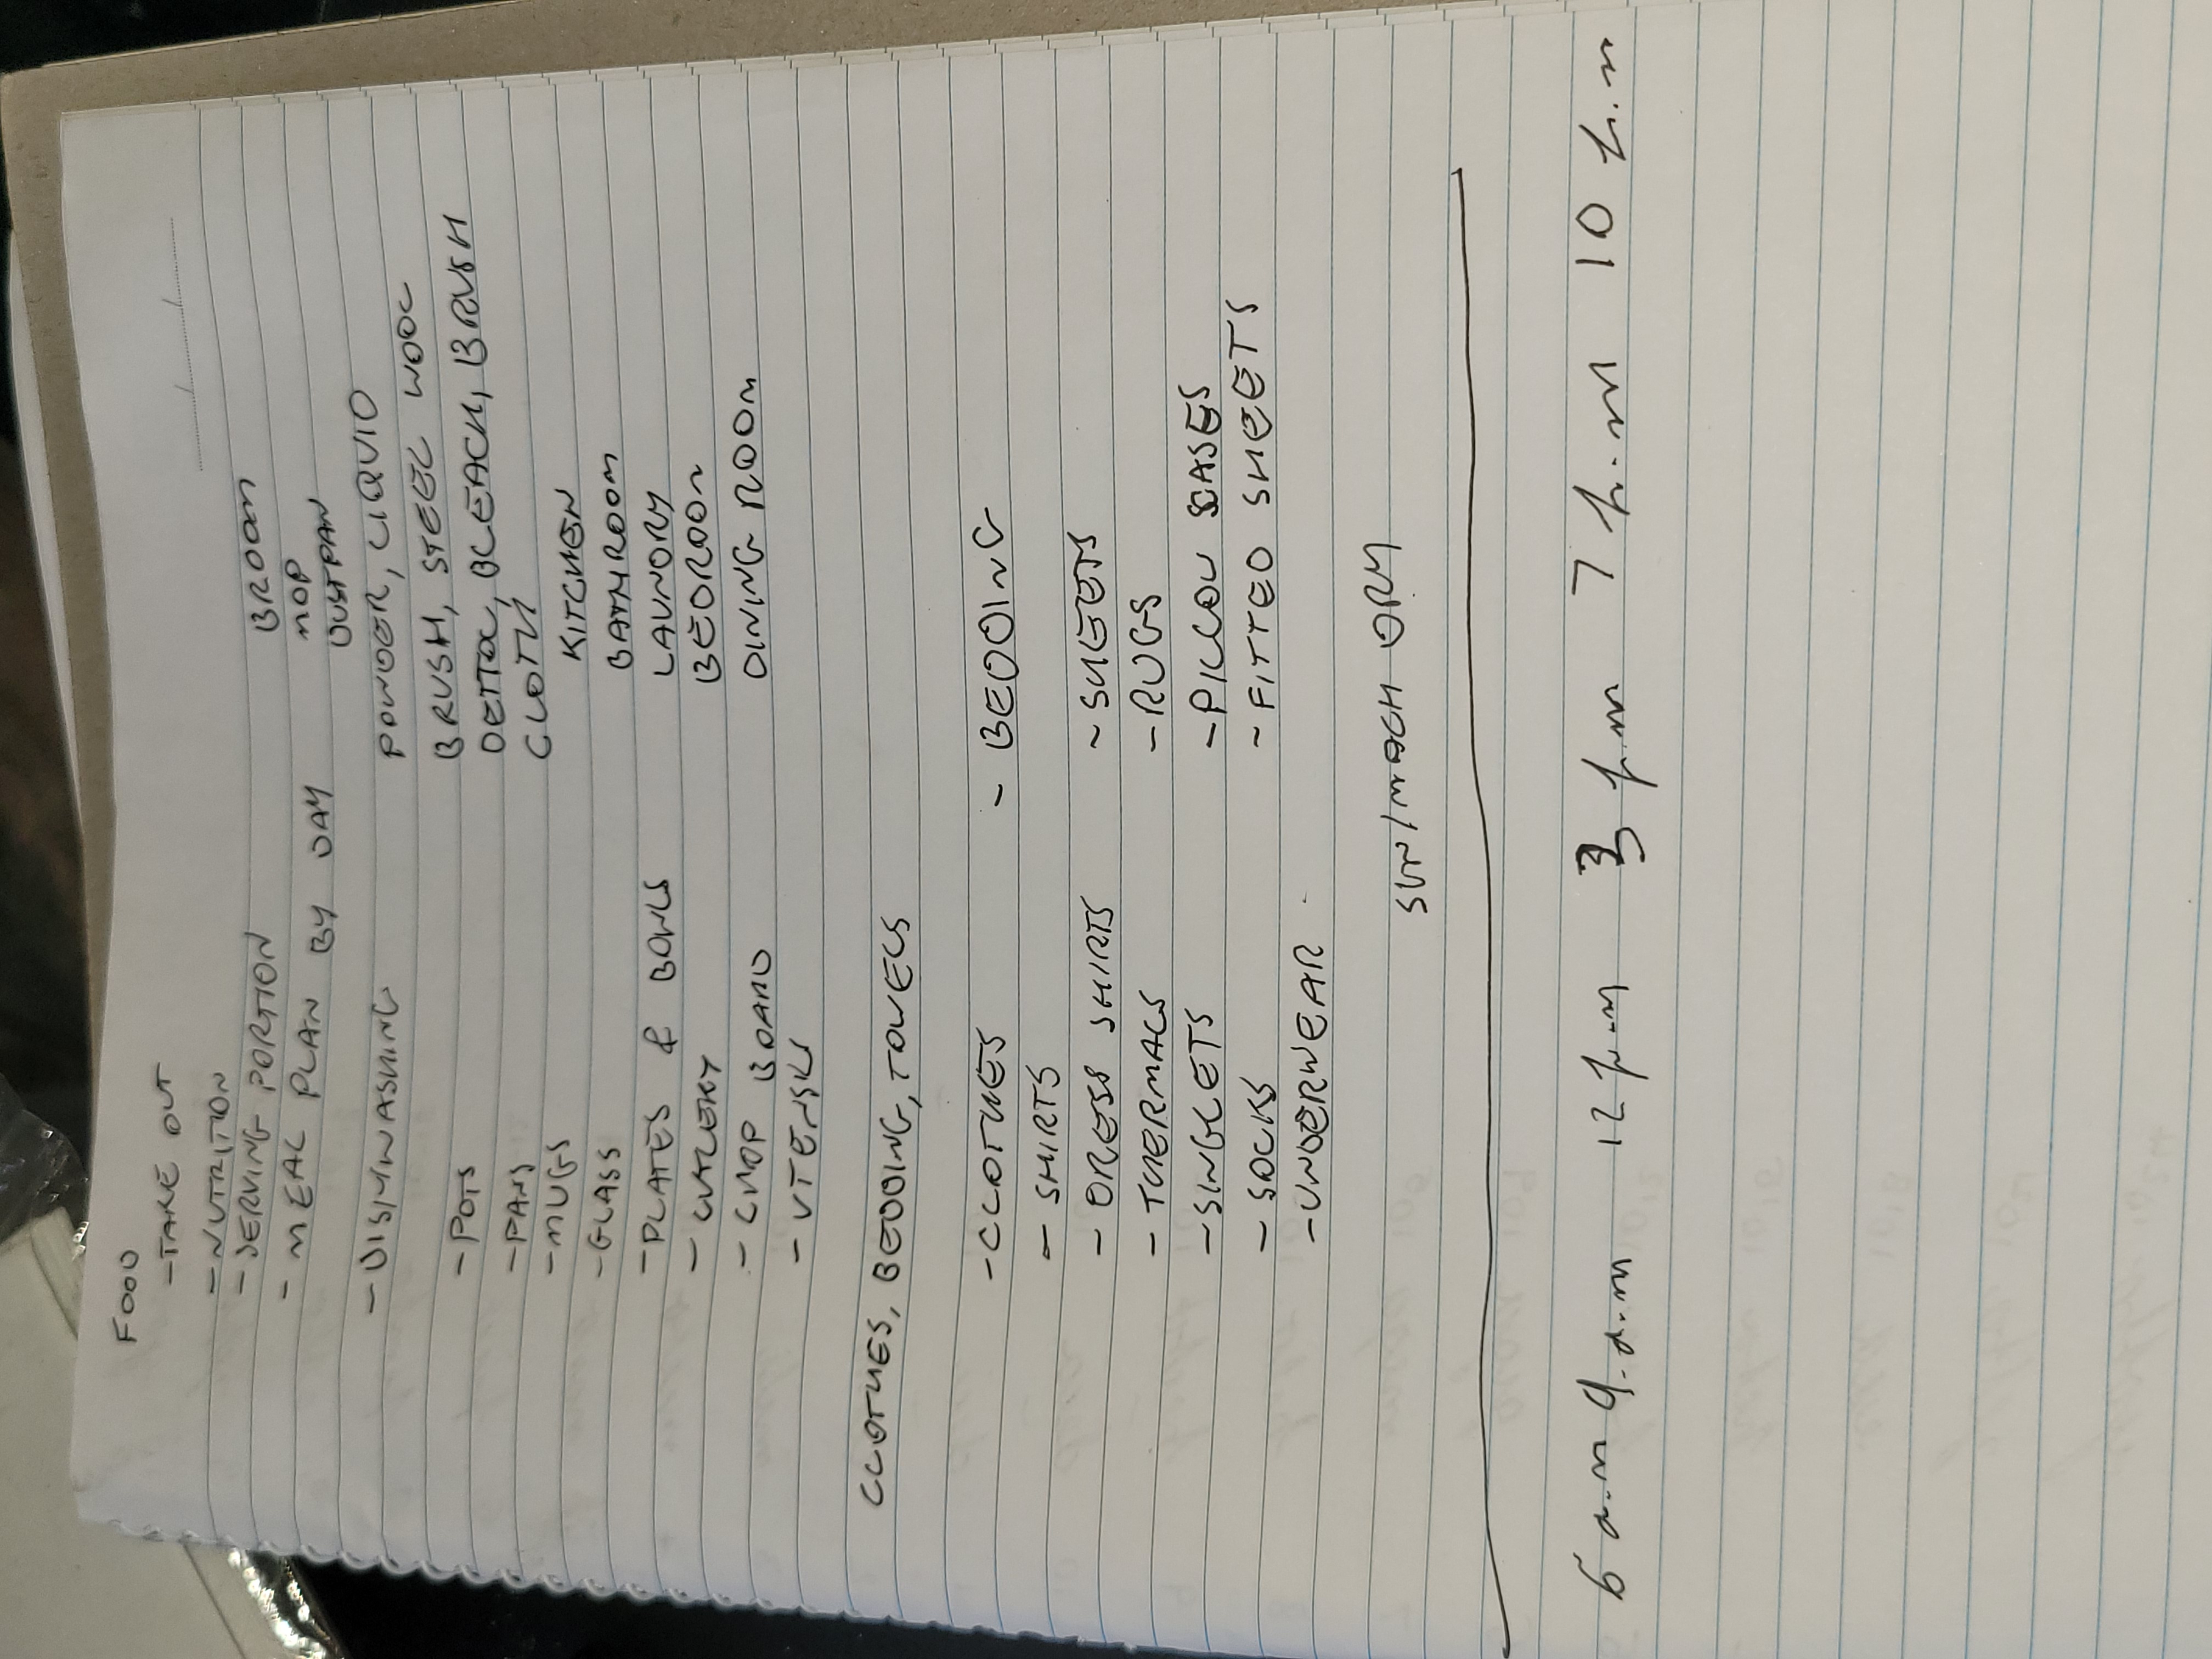 FOOD
- TAKE OUT
- NUTRITION
- SERVING PORTION
- MEAL PLAN BY DAY
- DISHWASHING
- POTS
- PANS
- MUGS
- GLASS
- PLATES & BOWLS
- CUTLERY
- CHOP BOARD
- UTENSILS
BROOM
MOP
DUSTPAN
POWDER, LIQUID
BRUSH, STEEL WOOL
DETTOL, BLEACH, BRUSH
CLOTH
KITCHEN
BATHROOM
LAUNDRY
BEDROOM
DINING ROOM
CLOTHES, BEDDING, TOWELS
- CLOTHES
- SHIRTS
- DRESS SHIRTS
- THERMALS
- SINGLETS
- SOCKS
- UNDERWEAR
- BEDDING
- SHEETS
- RUGS
- PILLOW CASES
- FITTED SHEETS
SUN/MACH DRY
6 a.m 9.a.m 12 p.m 3 p.m 7 p.m 10 p.m